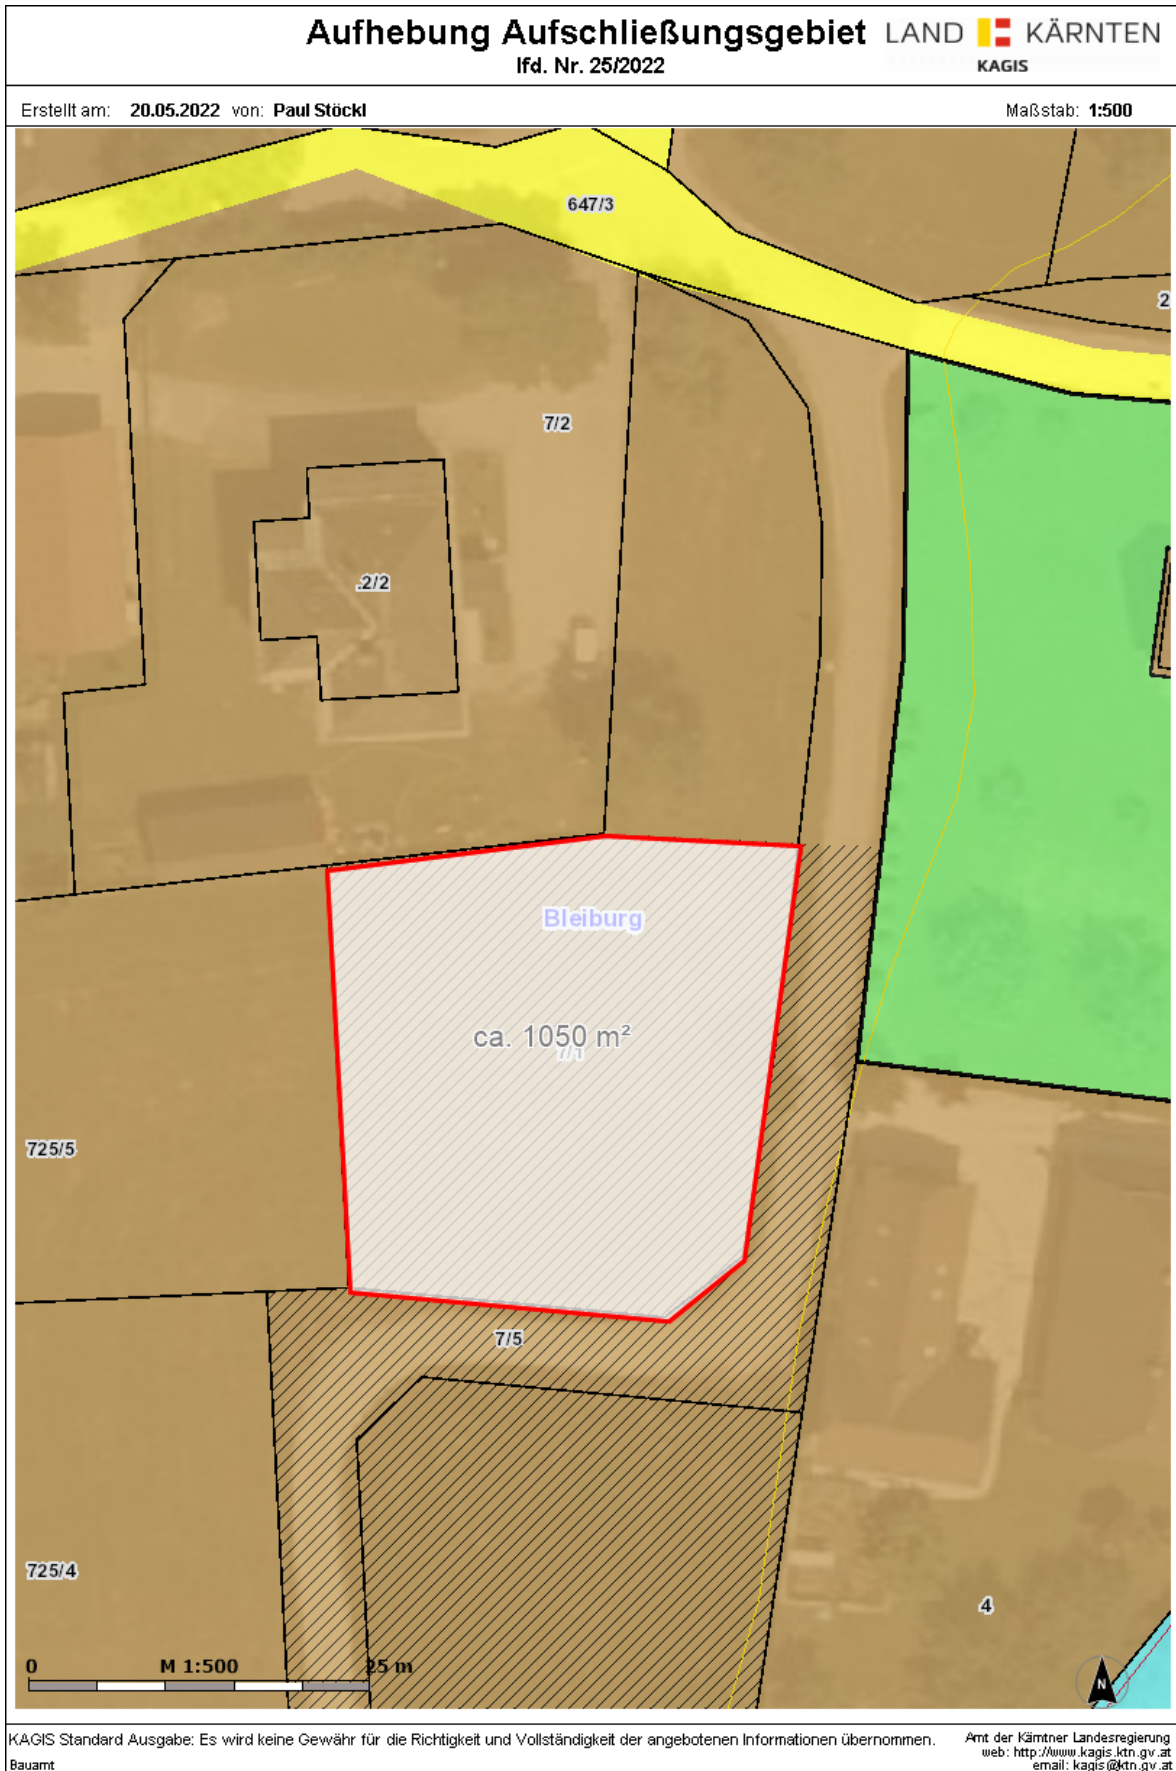 Aufhebung Aufschließungsgebiet
lfd. Nr. 25/2022
LAND KÄRNTEN
KAGIS
Erstellt am: 20.05.2022 von: Paul Stöckl
Maßstab: 1:500
647/3
2
7/2
.2/2
Bleiburg
ca. 1050 m²
7/1
725/5
7/5
725/4
4
0 M 1:500 25 m
N
KAGIS Standard Ausgabe: Es wird keine Gewähr für die Richtigkeit und Vollständigkeit der angebotenen Informationen übernommen.
Bauamt
Amt der Kärntner Landesregierung
web: http://www.kagis.ktn.gv.at
email: kagis@ktn.gv.at